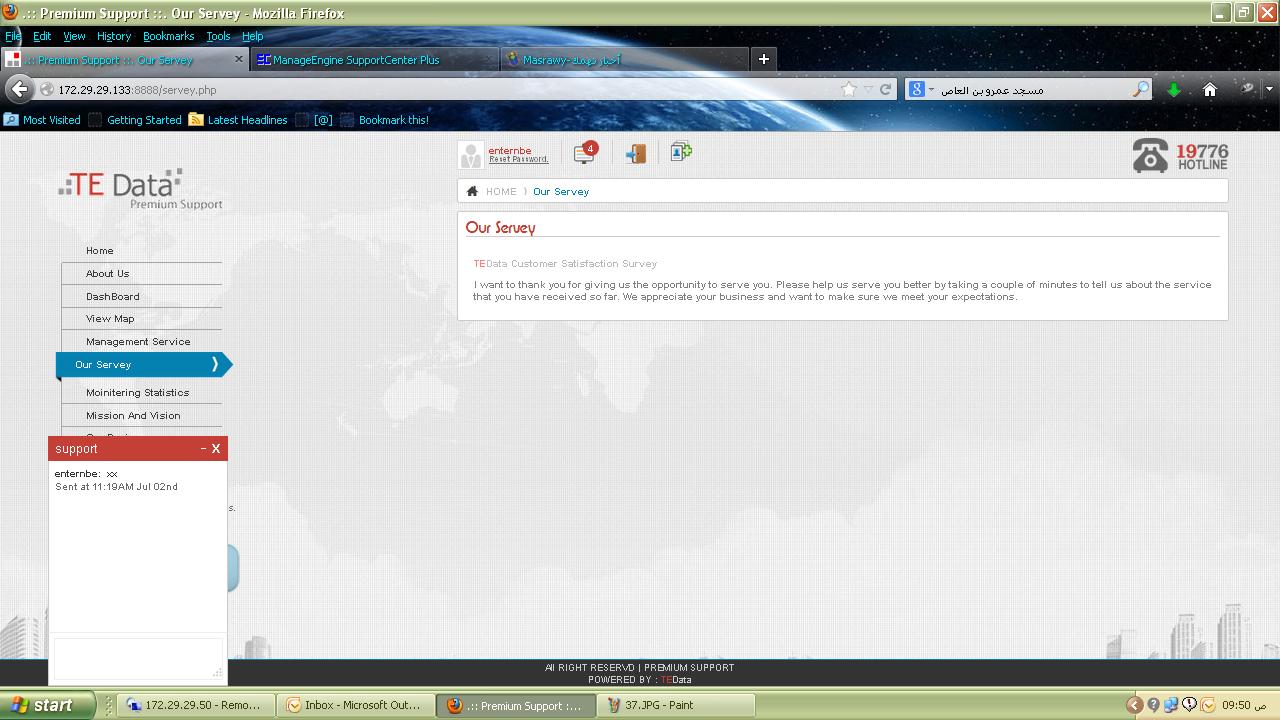 .:: Premium Support ::. Our Servey - Mozilla Firefox
File Edit View History Bookmarks Tools Help
.:: Premium Support ::. Our Servey
ManageEngine SupportCenter Plus
Masrawy-أخبار تهمك
172.29.29.133:8088/servey.php
مسجد عمرو بن العاص
Most Visited Getting Started Latest Headlines [@] Bookmark this!
enternbe
Reset Password.
4
19776
HOTLINE
TE Data
Premium Support
HOME ⟩ Our Servey
Our Servey
TEData Customer Satisfaction Survey
I want to thank you for giving us the opportunity to serve you. Please help us serve you better by taking a couple of minutes to tell us about the service
that you have received so far. We appreciate your business and want to make sure we meet your expectations.
Home
About Us
DashBoard
View Map
Management Service
Our Servey
Moinitering Statistics
Mission And Vision
support - X
enternbe: xx
Sent at 11:19AM Jul 02nd
s.
All RIGHT RESERVD | PREMIUM SUPPORT
POWERED BY : TEData
start
172.29.29.50 - Remo...
Inbox - Microsoft Out...
.:: Premium Support :...
37.JPG - Paint
09:50 ص